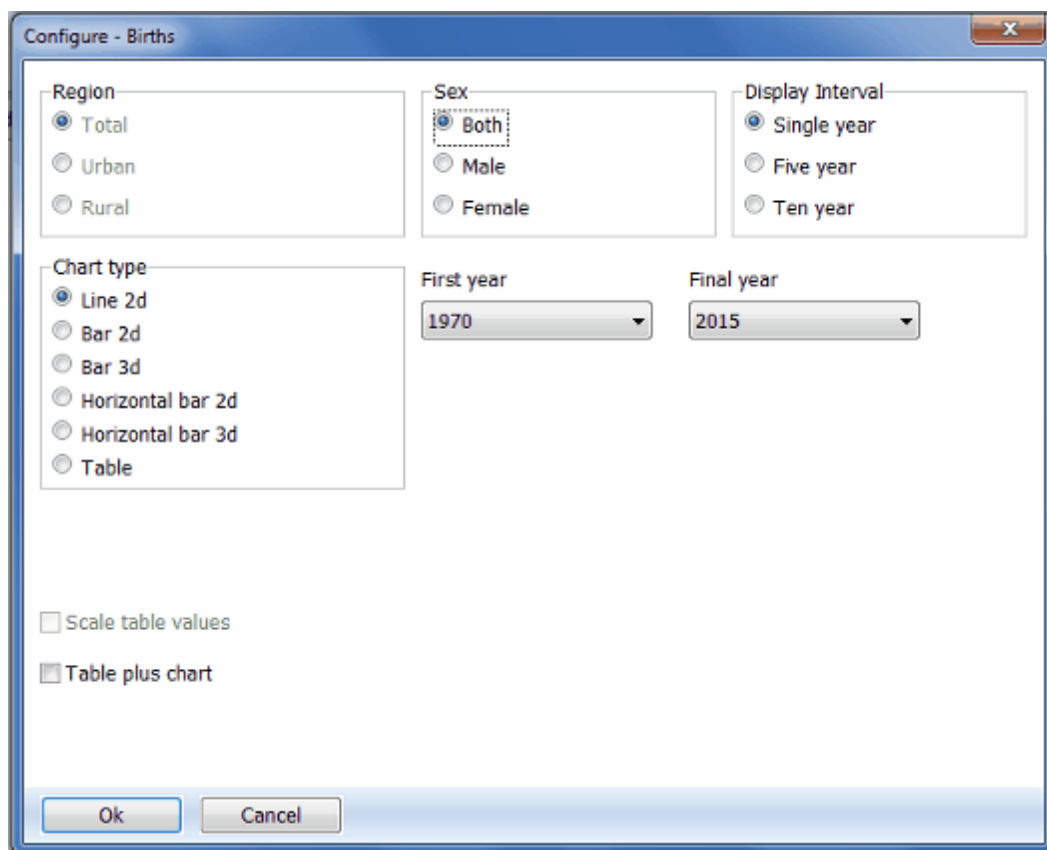 Configure - Births
Region
Total
Urban
Rural
Sex
Both
Male
Female
Display Interval
Single year
Five year
Ten year
Chart type
Line 2d
Bar 2d
Bar 3d
Horizontal bar 2d
Horizontal bar 3d
Table
First year
1970
Final year
2015
Scale table values
Table plus chart
Ok
Cancel